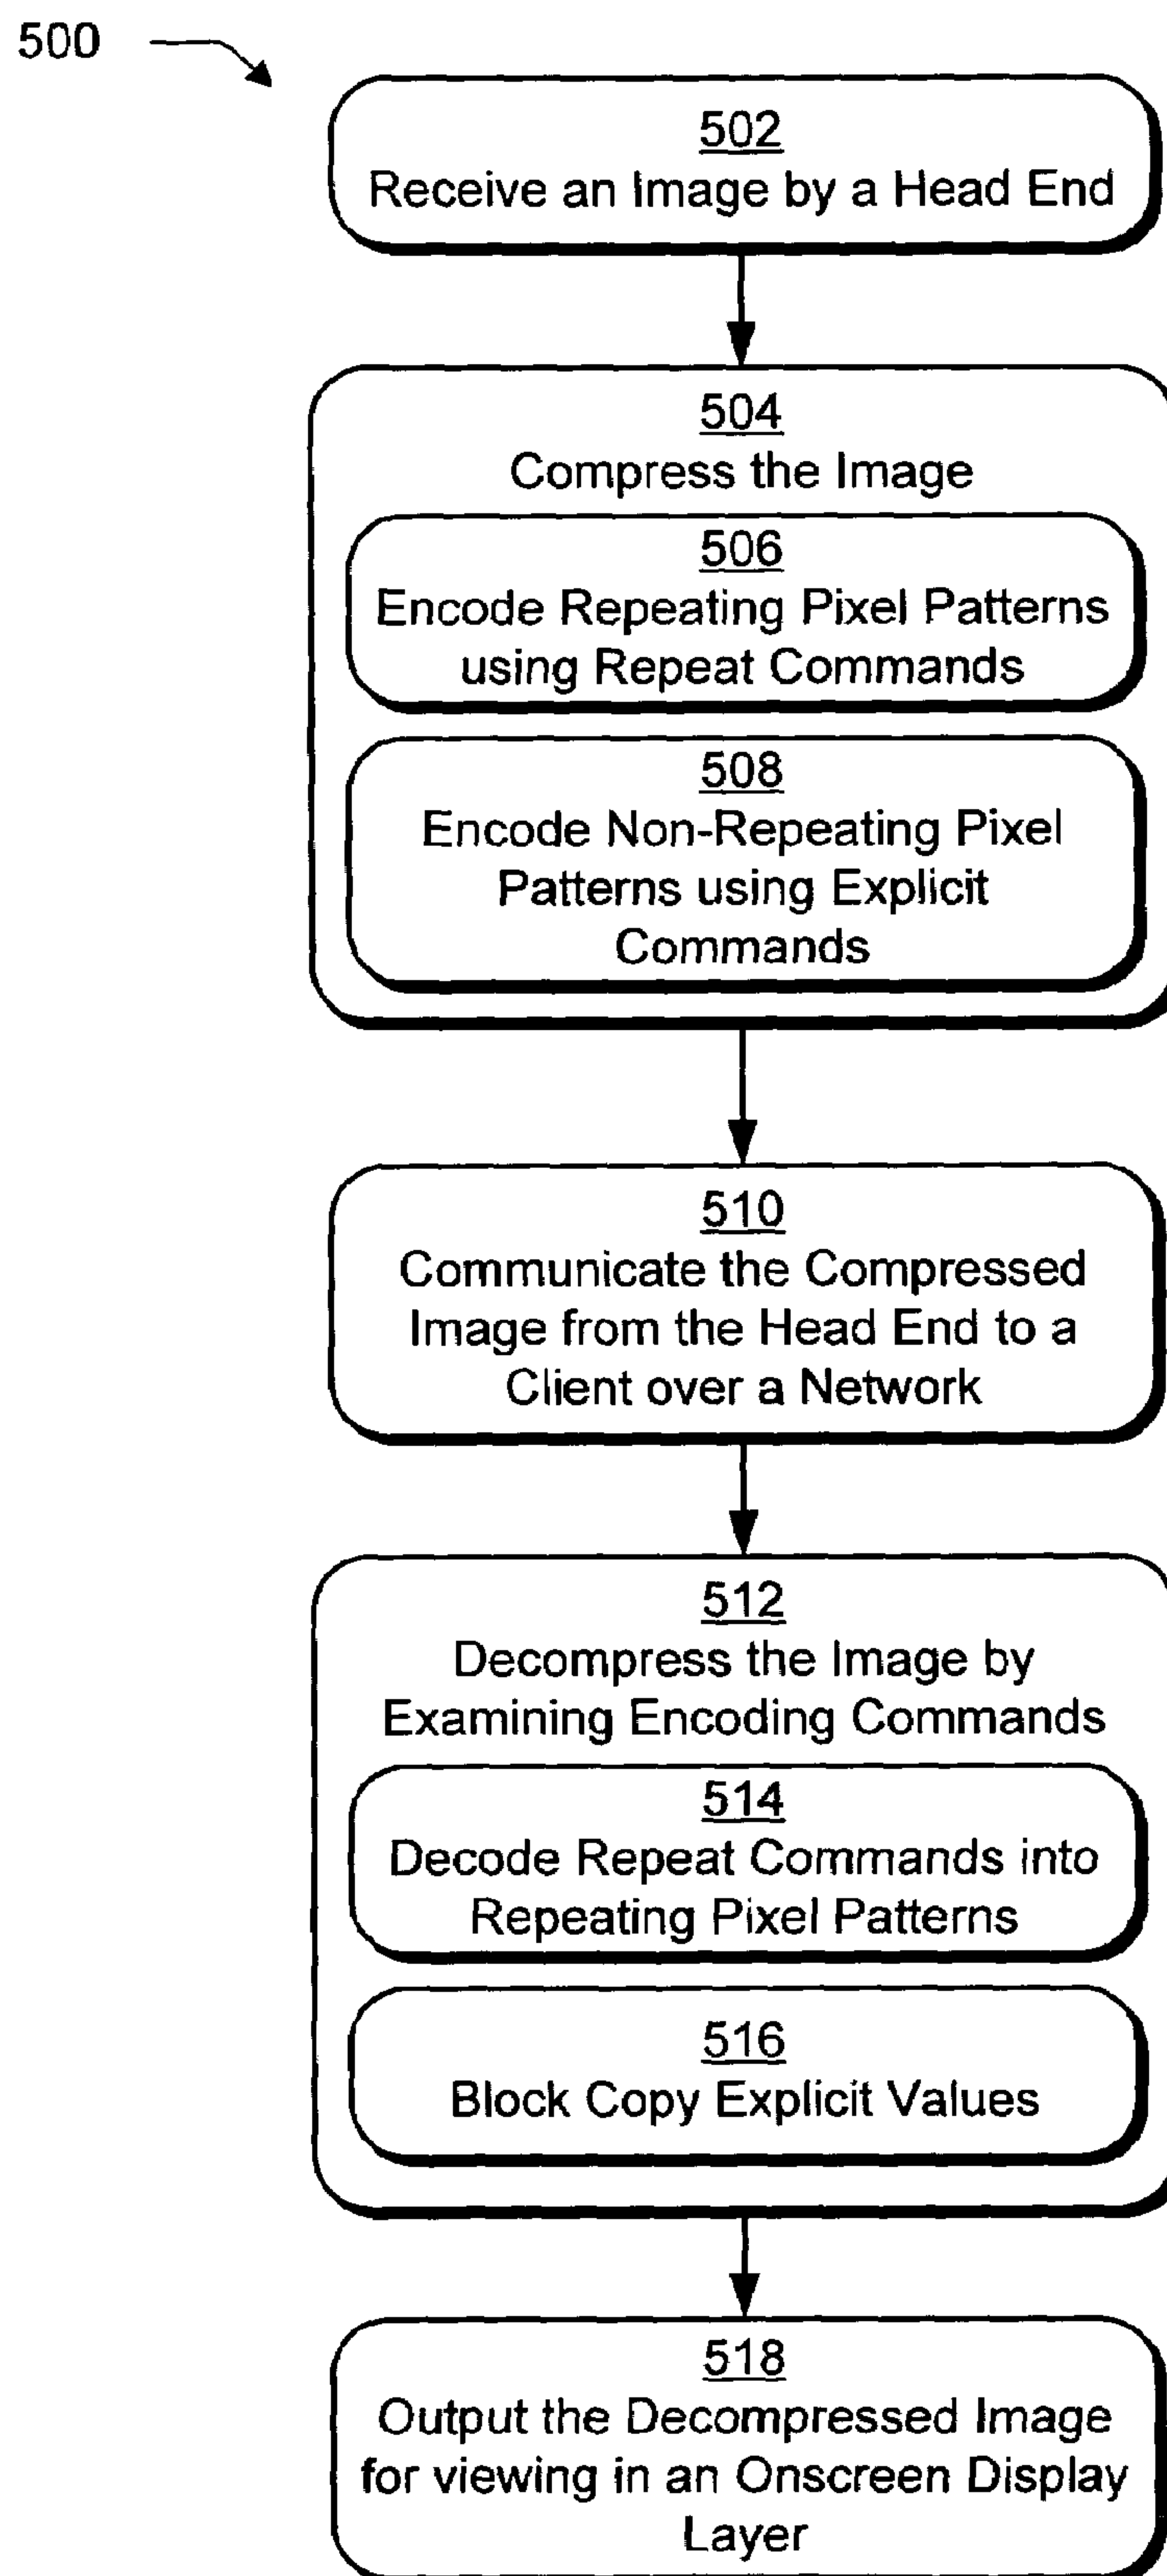 500
502
Receive an Image by a Head End
504
Compress the Image
506
Encode Repeating Pixel Patterns
using Repeat Commands
508
Encode Non-Repeating Pixel
Patterns using Explicit
Commands
510
Communicate the Compressed
Image from the Head End to a
Client over a Network
512
Decompress the Image by
Examining Encoding Commands
514
Decode Repeat Commands into
Repeating Pixel Patterns
516
Block Copy Explicit Values
518
Output the Decompressed Image
for viewing in an Onscreen Display
Layer